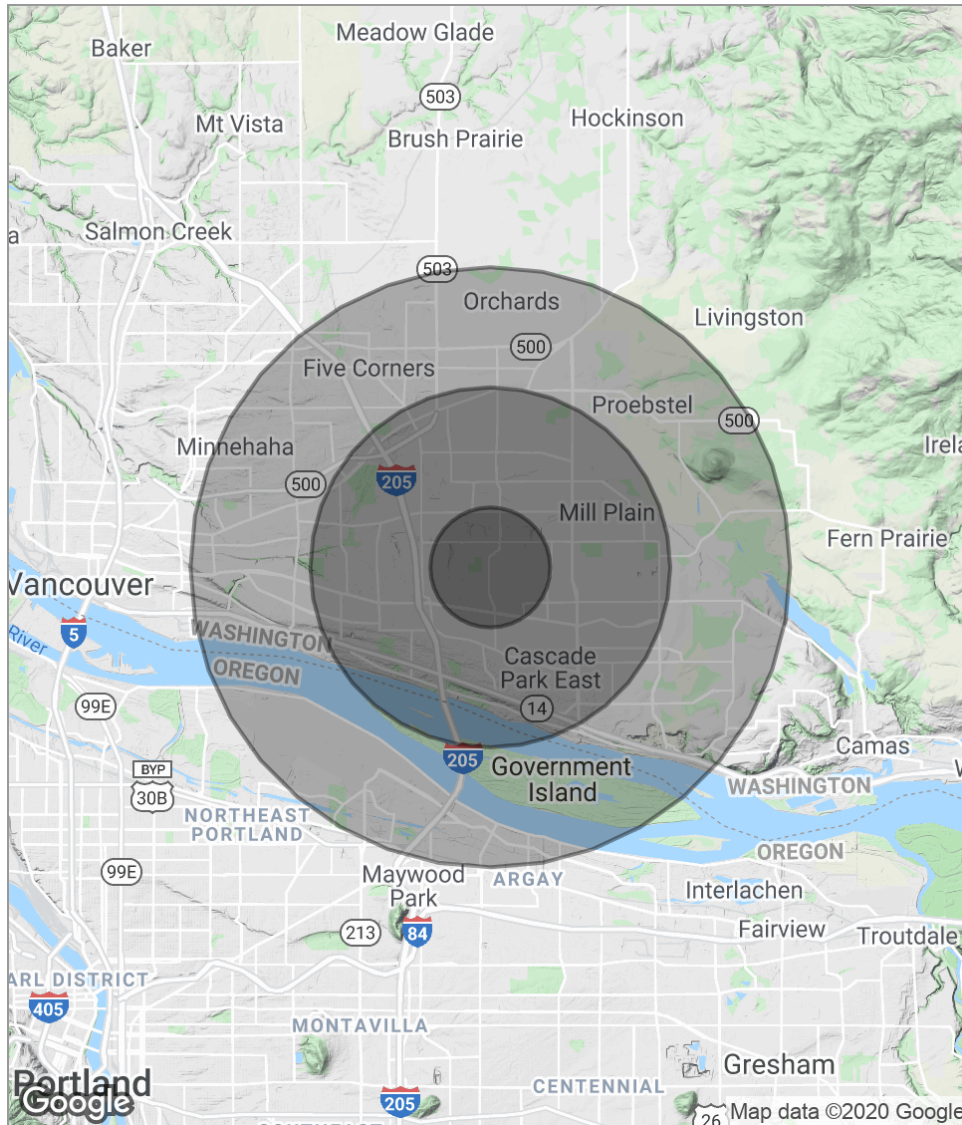 Meadow Glade
Baker
503
Mt Vista
Hockinson
Brush Prairie
Salmon Creek
a
503
Orchards
Livingston
500
Five Corners
Proebstel
500
Minnehaha
Irela
205
500
Mill Plain
Fern Prairie
Vancouver
5
WASHINGTON
River
OREGON
Cascade
Park East
99E
14
Camas
205
Government
Island
BYP
30B
WASHINGTON
W
NORTHEAST
PORTLAND
OREGON
99E
Maywood
Park
ARGAY
Interlachen
213
84
Fairview
Troutdale
ARL DISTRICT
405
MONTAVILLA
Gresham
Portland
CENTENNIAL
Google
205
26
Map data ©2020 Google